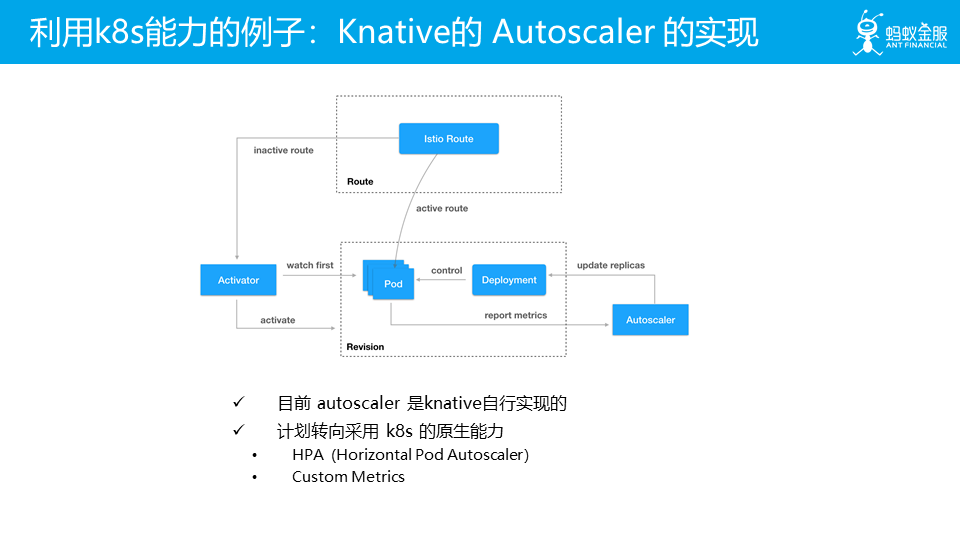 利用k8s能力的例子：Knative的 Autoscaler 的实现
蚂蚁金服
ANT FINANCIAL
Istio Route
inactive route
Route
active route
watch first
control
update replicas
Activator
Pod
Deployment
activate
report metrics
Autoscaler
Revision
✓ 目前 autoscaler 是knative自行实现的
✓ 计划转向采用 k8s 的原生能力
• HPA (Horizontal Pod Autoscaler)
• Custom Metrics